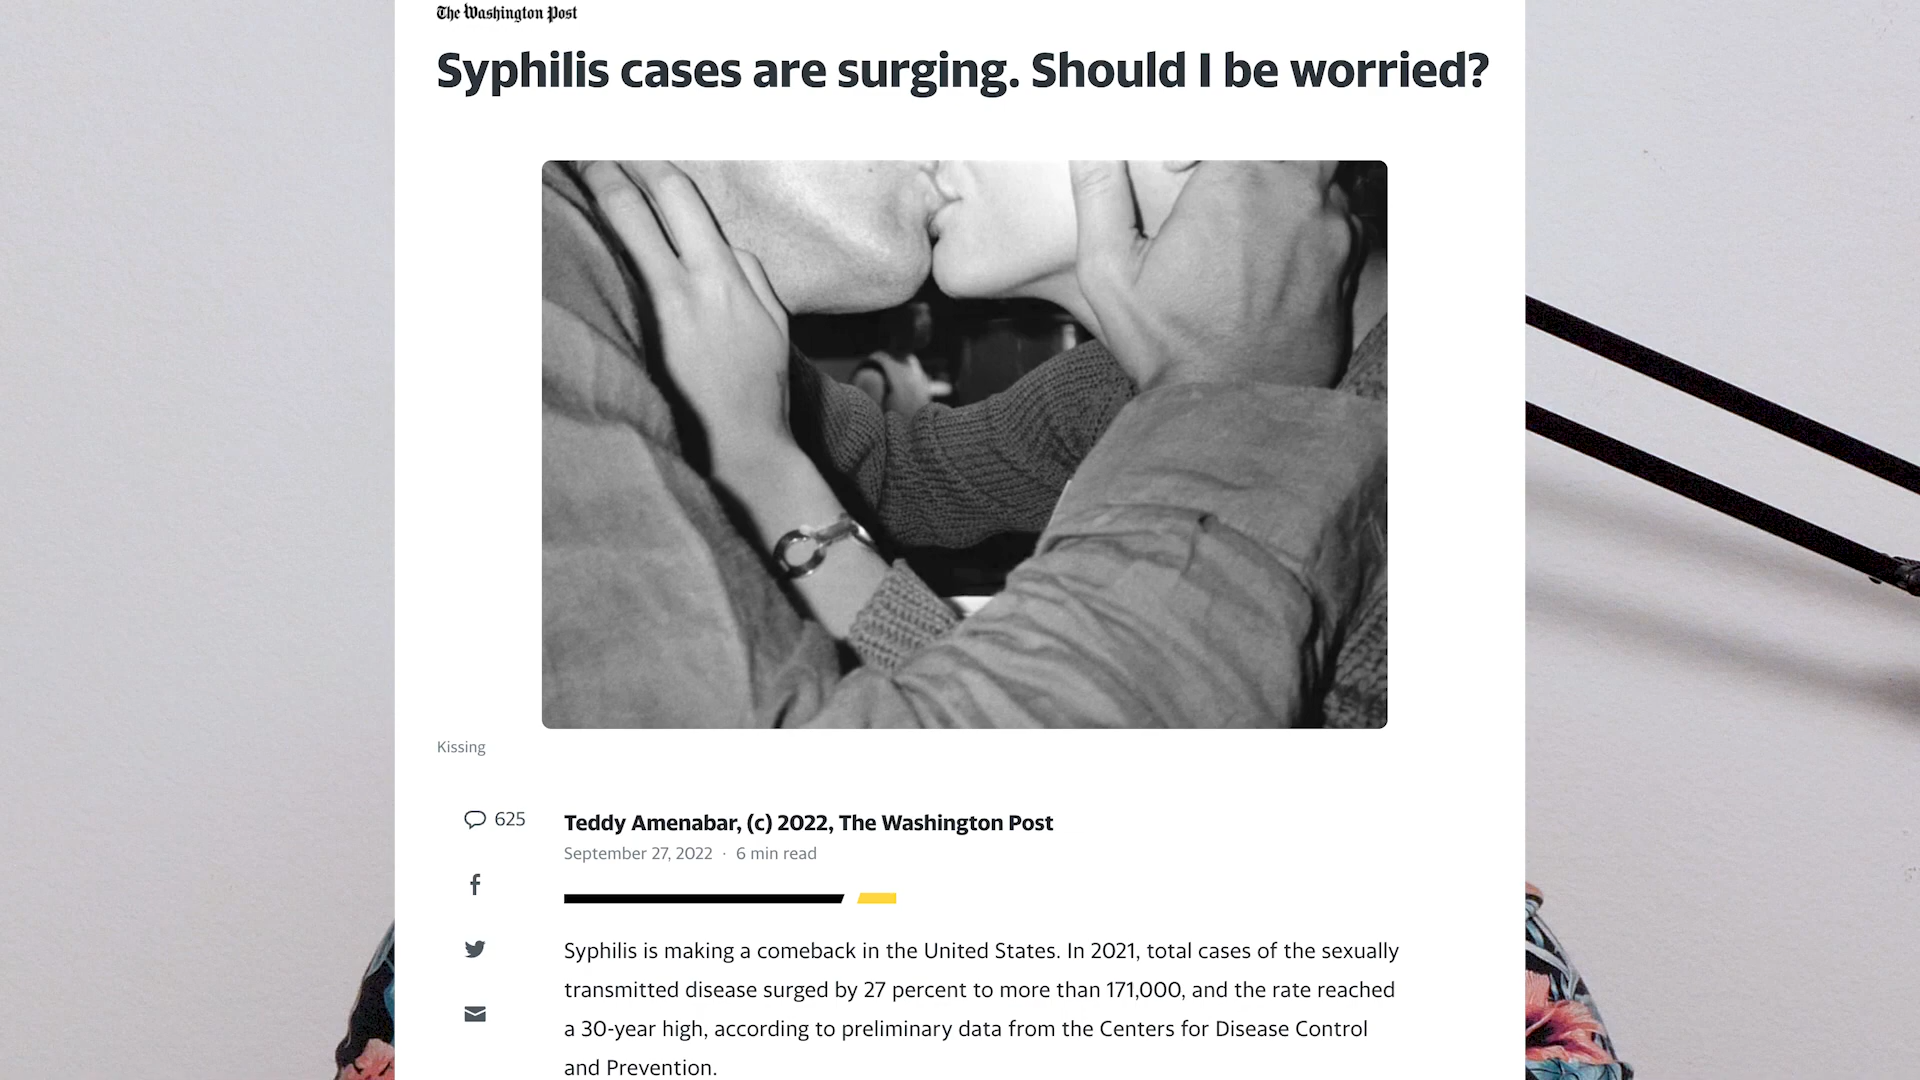 The Washington Post
Syphilis cases are surging. Should I be worried?
Kissing
625
Teddy Amenabar, (c) 2022, The Washington Post
September 27, 2022 · 6 min read
Syphilis is making a comeback in the United States. In 2021, total cases of the sexually
transmitted disease surged by 27 percent to more than 171,000, and the rate reached
a 30-year high, according to preliminary data from the Centers for Disease Control
and Prevention.